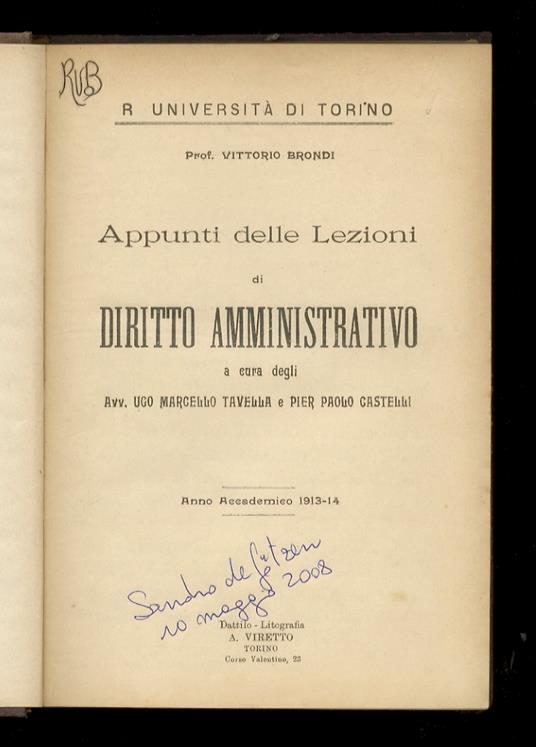 RUB
R UNIVERSITÀ DI TORINO
Prof. VITTORIO BRONDI
Appunti delle Lezioni
di
DIRITTO AMMINISTRATIVO
a cura degli
Avv. UGO MARCELLO TAVELLA e PIER PAOLO CASTELLI
Anno Accademico 1913-14
Sandro de
10 maggio 2008
Dattilo - Litografia
A. VIRETTO
TORINO
Corso Valentino, 23